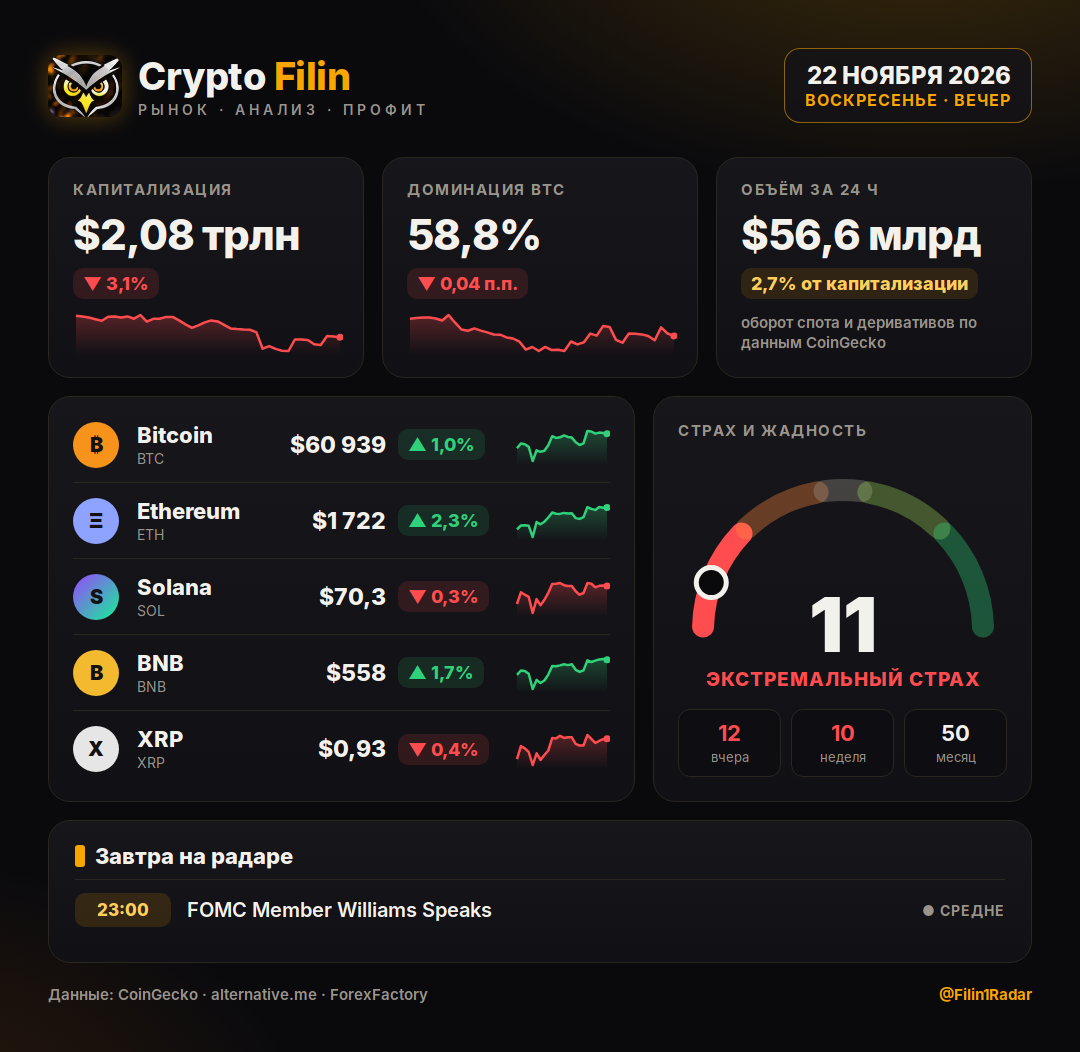 Crypto Filin
РЫНОК · АНАЛИЗ · ПРОФИТ
22 НОЯБРЯ 2026
ВОСКРЕСЕНЬЕ · ВЕЧЕР
КАПИТАЛИЗАЦИЯ
$2,08 трлн
▼ 3,1%
ДОМИНАЦИЯ BTC
58,8%
▼ 0,04 п.п.
ОБЪЁМ ЗА 24 Ч
$56,6 млрд
2,7% от капитализации
оборот спота и деривативов по
данным CoinGecko
₿
Bitcoin
BTC
$60 939
▲ 1,0%
Ξ
Ethereum
ETH
$1 722
▲ 2,3%
S
Solana
SOL
$70,3
▼ 0,3%
B
BNB
BNB
$558
▲ 1,7%
X
XRP
XRP
$0,93
▼ 0,4%
СТРАХ И ЖАДНОСТЬ
11
ЭКСТРЕМАЛЬНЫЙ СТРАХ
12
вчера
10
неделя
50
месяц
Завтра на радаре
23:00
FOMC Member Williams Speaks
СРЕДНЕ
Данные: CoinGecko · alternative.me · ForexFactory
@Filin1Radar